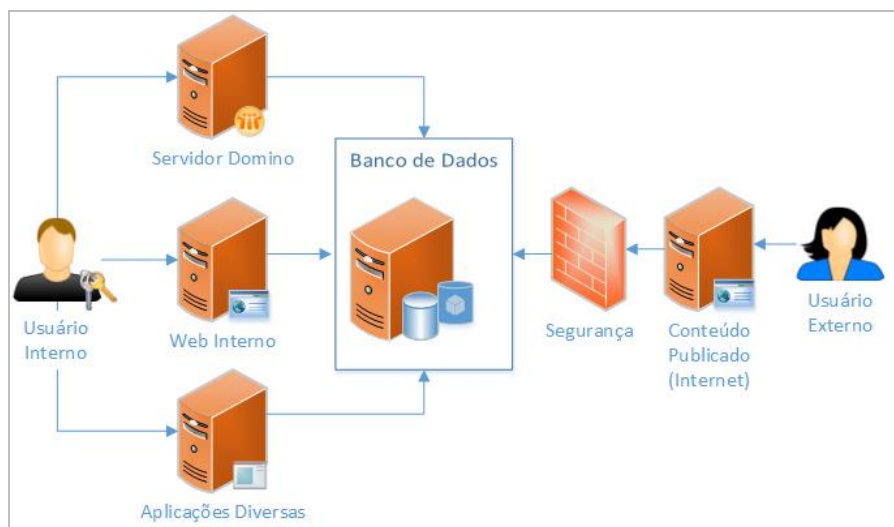 Servidor Domino
Banco de Dados
Usuário
Interno
Web Interno
Segurança
Conteúdo
Publicado
(Internet)
Usuário
Externo
Aplicações Diversas